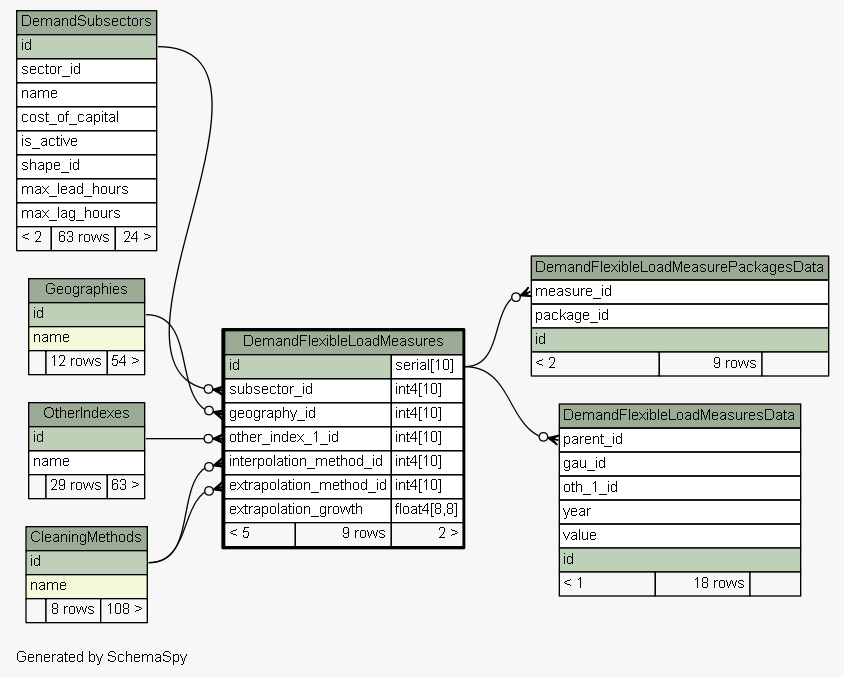 DemandSubsectors
id
sector_id
name
cost_of_capital
is_active
shape_id
max_lead_hours
max_lag_hours
< 2 63 rows 24 >
Geographies
id
name
12 rows 54 >
OtherIndexes
id
name
29 rows 63 >
CleaningMethods
id
name
8 rows 108 >
DemandFlexibleLoadMeasures
id serial[10]
subsector_id int4[10]
geography_id int4[10]
other_index_1_id int4[10]
interpolation_method_id int4[10]
extrapolation_method_id int4[10]
extrapolation_growth float4[8,8]
< 5 9 rows 2 >
DemandFlexibleLoadMeasurePackagesData
measure_id
package_id
id
< 2 9 rows
DemandFlexibleLoadMeasuresData
parent_id
gau_id
oth_1_id
year
value
id
< 1 18 rows
Generated by SchemaSpy